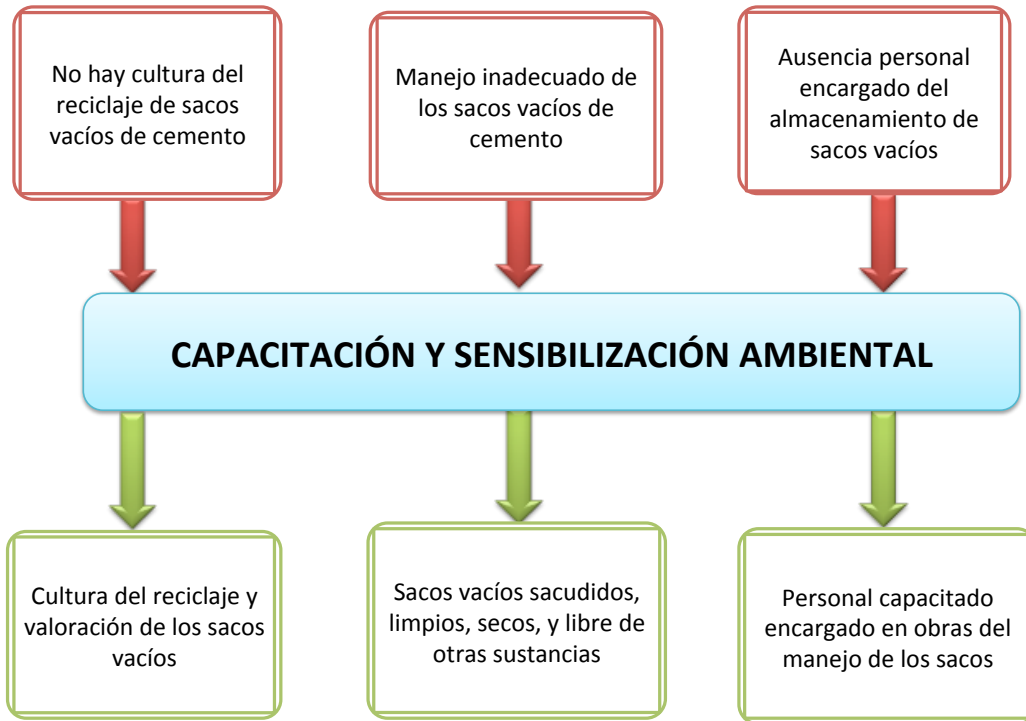 No hay cultura del
reciclaje de sacos
vacíos de cemento
Manejo inadecuado de
los sacos vacíos de
cemento
Ausencia personal
encargado del
almacenamiento de
sacos vacíos
CAPACITACIÓN Y SENSIBILIZACIÓN AMBIENTAL
Cultura del reciclaje y
valoración de los sacos
vacíos
Sacos vacíos sacudidos,
limpios, secos, y libre de
otras sustancias
Personal capacitado
encargado en obras del
manejo de los sacos